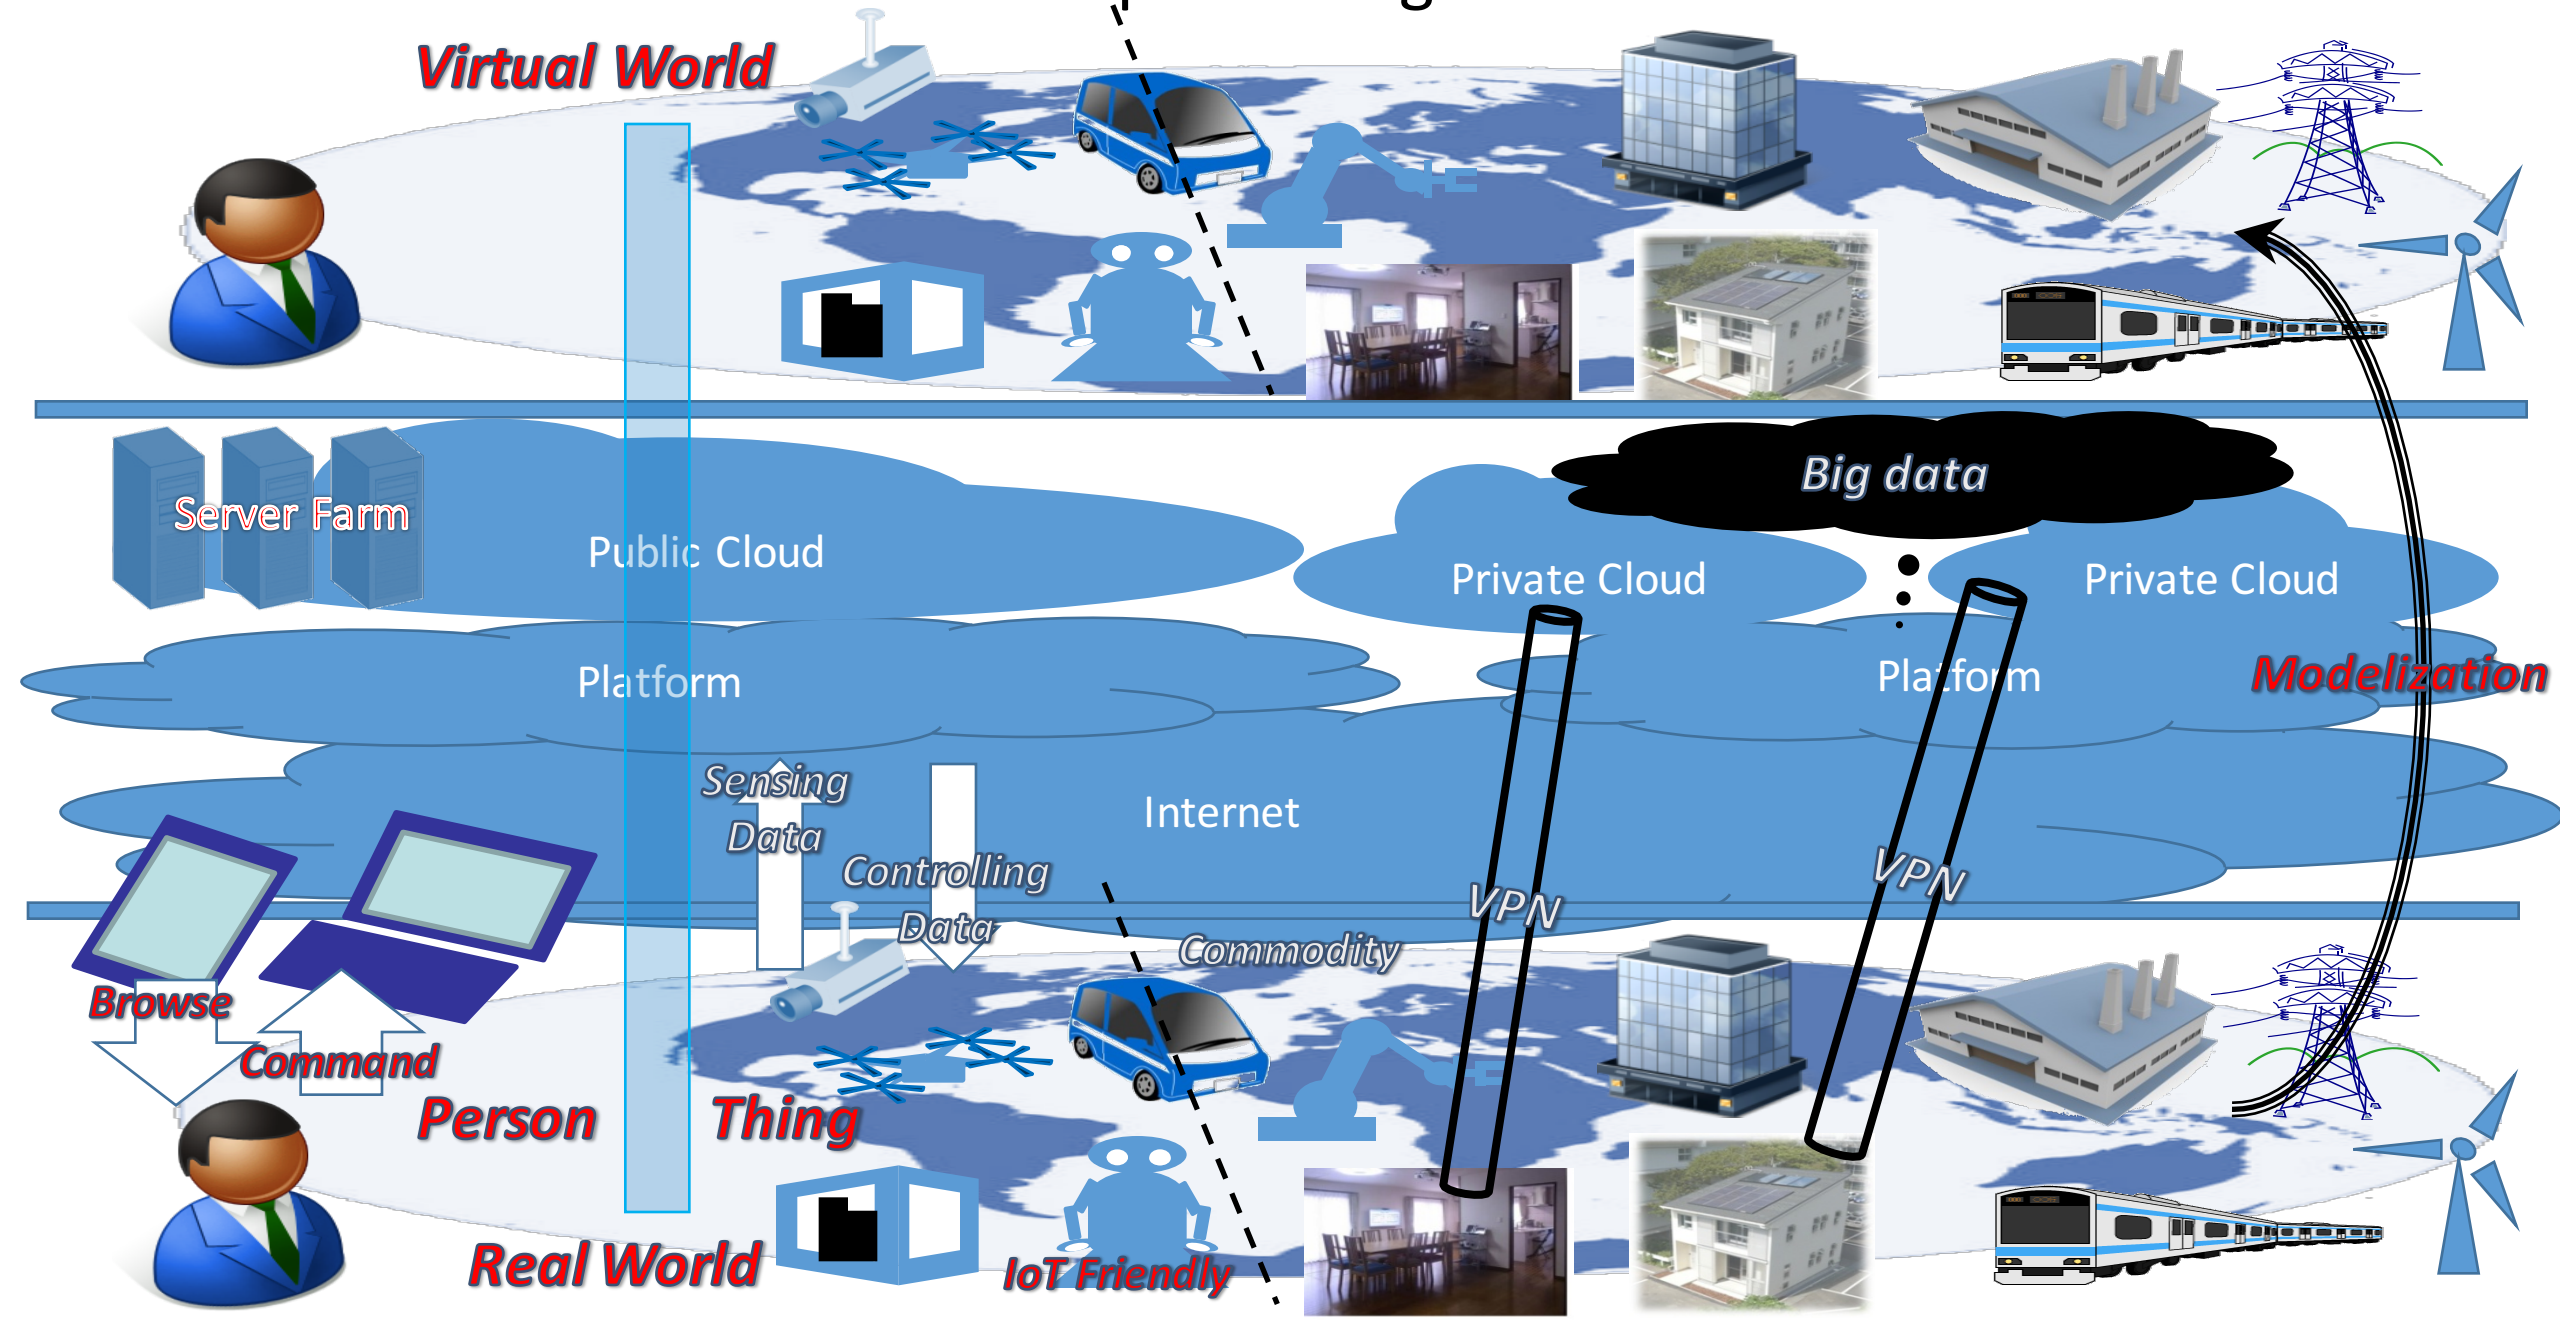 Virtual World
Server Farm
Public Cloud
Big data
Private Cloud
Private Cloud
Platform
Platform
Modelization
Sensing
Data
Internet
Controlling
Data
VPN
VPN
Commodity
Browse
Command
Person
Thing
Real World
IoT Friendly